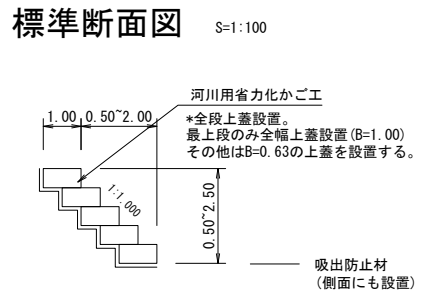 標準断面図 S=1:100
河川用省力化かご工
*全段上蓋設置。
最上段のみ全幅上蓋設置(B=1.00)
その他はB=0.63の上蓋を設置する。
1.00 0.50~2.00
1:1.000
0.50~2.50
吸出防止材
(側面にも設置)